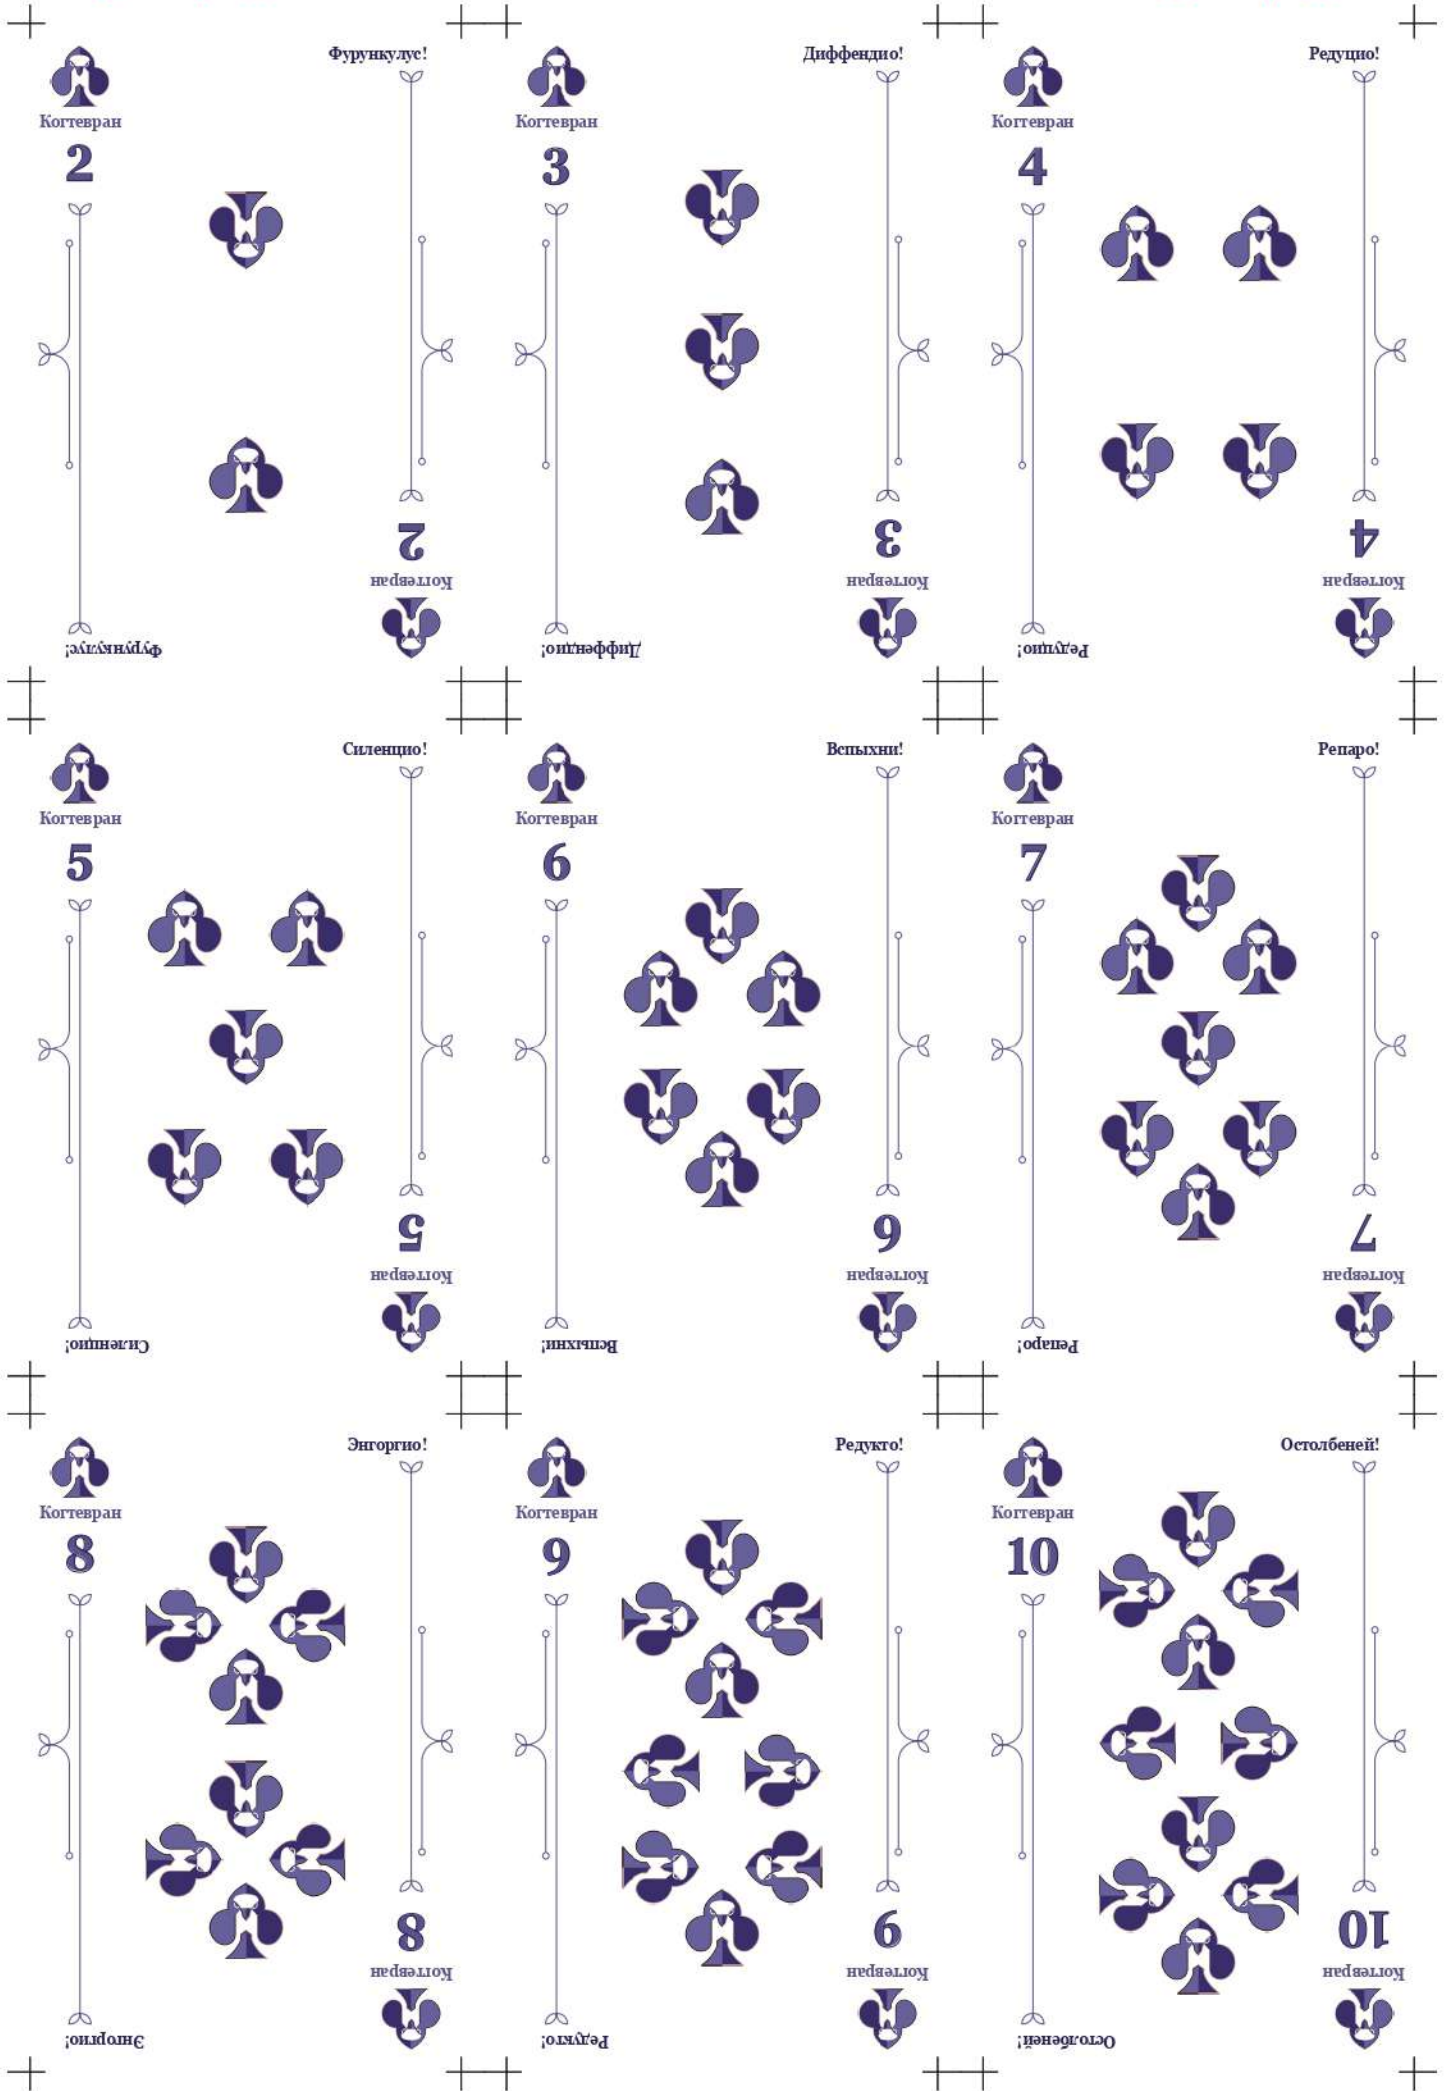 Фурункулус!
Когтевран
2
2
Когтевран
Фурункулус!
Диффендио!
Когтевран
3
3
Когтевран
Диффендио!
Редуцио!
Когтевран
4
4
Когтевран
Редуцио!
Силенцио!
Когтевран
5
5
Когтевран
Силенцио!
Вспыхни!
Когтевран
6
6
Когтевран
Вспыхни!
Репаро!
Когтевран
7
7
Когтевран
Репаро!
Энгоргио!
Когтевран
8
8
Когтевран
Энгоргио!
Редукто!
Когтевран
9
9
Когтевран
Редукто!
Остолбеней!
Когтевран
10
10
Когтевран
Остолбеней!